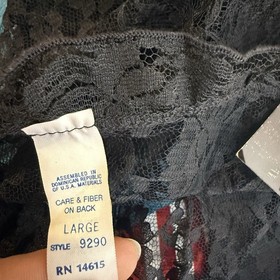 ASSEMBLED IN
DOMINICAN REPUBLIC
OF U.S.A. MATERIALS
CARE & FIBER
ON BACK
LARGE
STYLE 9290
RN 14615